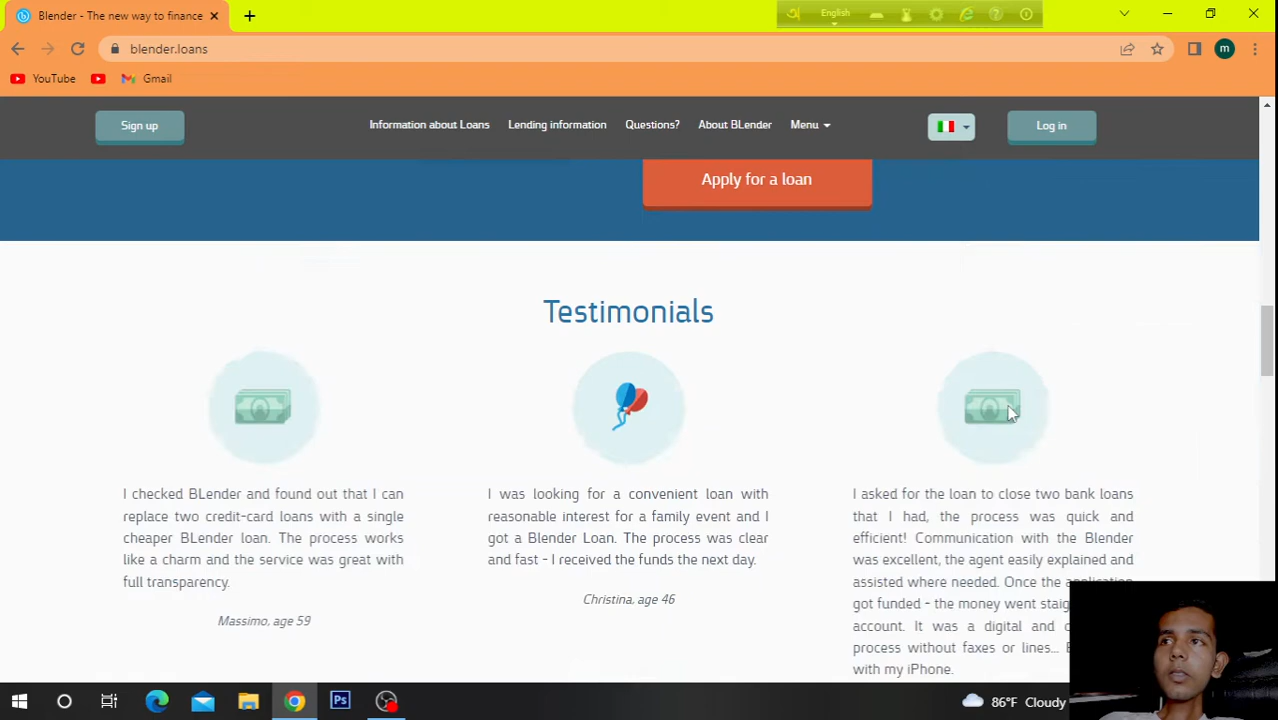 Blender - The new way to finance
English
blender.loans
m
YouTube
Gmail
Sign up
Information about Loans
Lending information
Questions?
About BLender
Menu
Log in
Apply for a loan
Testimonials
I checked BLender and found out that I can
replace two credit-card loans with a single
cheaper BLender loan. The process works
like a charm and the service was great with
full transparency.
Massimo, age 59
I was looking for a convenient loan with
reasonable interest for a family event and I
got a Blender Loan. The process was clear
and fast - I received the funds the next day.
Christina, age 46
I asked for the loan to close two bank loans
that I had, the process was quick and
efficient! Communication with the Blender
was excellent, the agent easily explained and
assisted where needed. Once the application
got funded - the money went
account. It was a digital and
process without faxes or lines...
with my iPhone.
Ps
86°F Cloudy